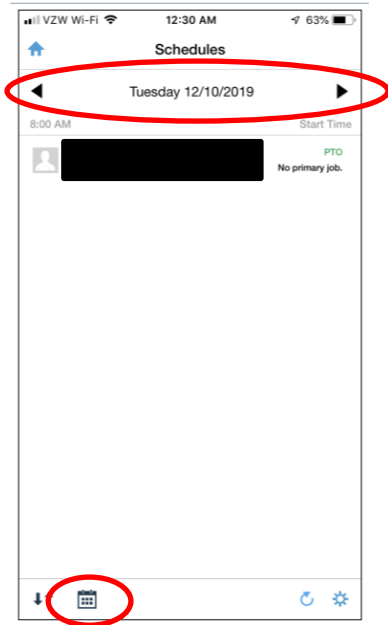 VZW Wi-Fi 12:30 AM 63%
Schedules
Tuesday 12/10/2019
8:00 AM Start Time
PTO
No primary job.